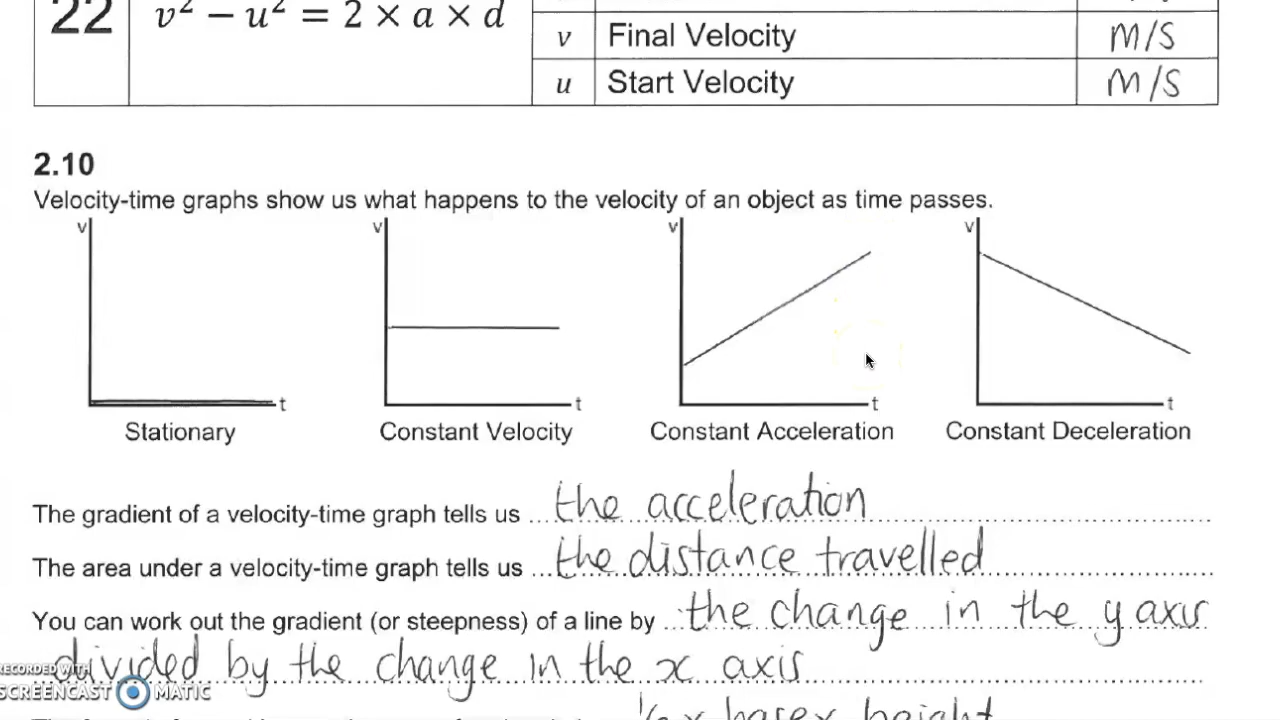 22 v² − u² = 2 × a × d
v Final Velocity m/s
u Start Velocity m/s
2.10
Velocity-time graphs show us what happens to the velocity of an object as time passes.
v v v v
t t t t
Stationary Constant Velocity Constant Acceleration Constant Deceleration
The gradient of a velocity-time graph tells us the acceleration
The area under a velocity-time graph tells us the distance travelled
You can work out the gradient (or steepness) of a line by the change in the y axis
divided by the change in the x axis
RECORDED WITH
SCREENCAST MATIC
½ x base x height